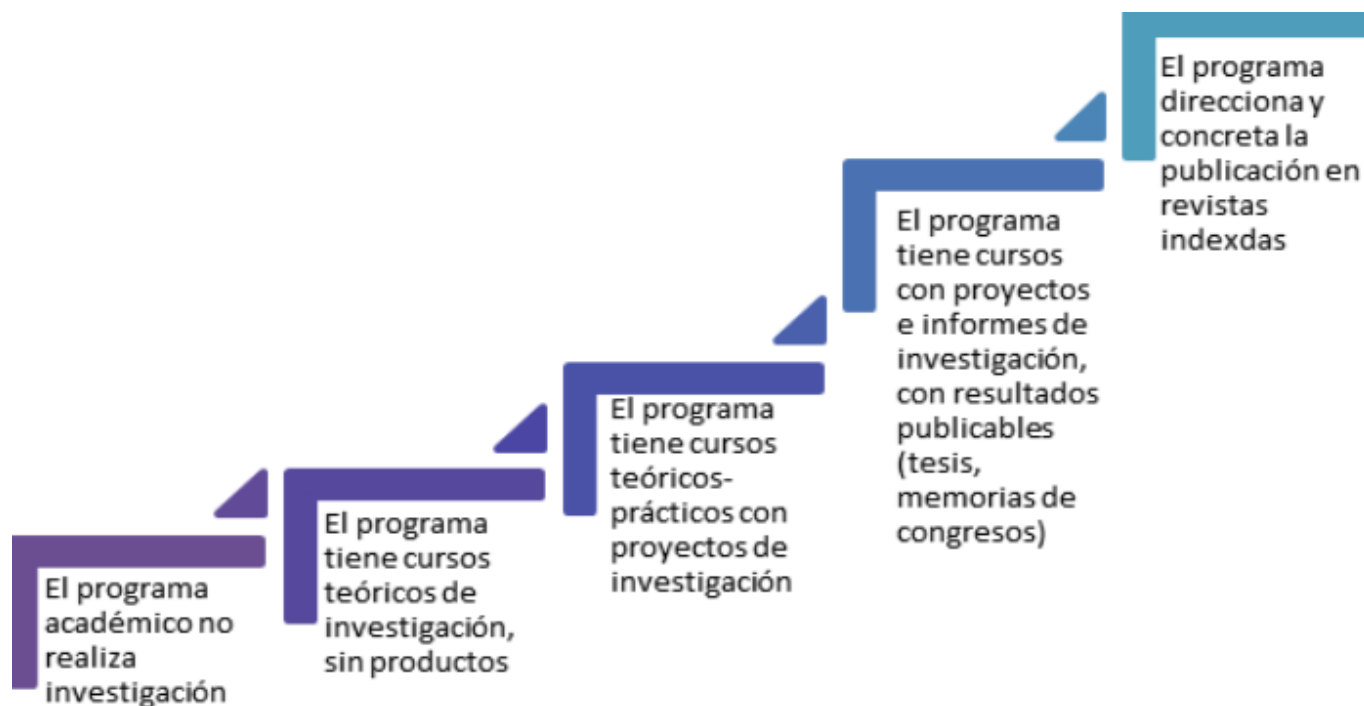 El programa
académico no
realiza
investigación
El programa
tiene cursos
teóricos de
investigación,
sin productos
El programa
tiene cursos
teóricos-
prácticos con
proyectos de
investigación
El programa
tiene cursos
con proyectos
e informes de
investigación,
con resultados
publicables
(tesis,
memorias de
congresos)
El programa
direcciona y
concreta la
publicación en
revistas
indexdas